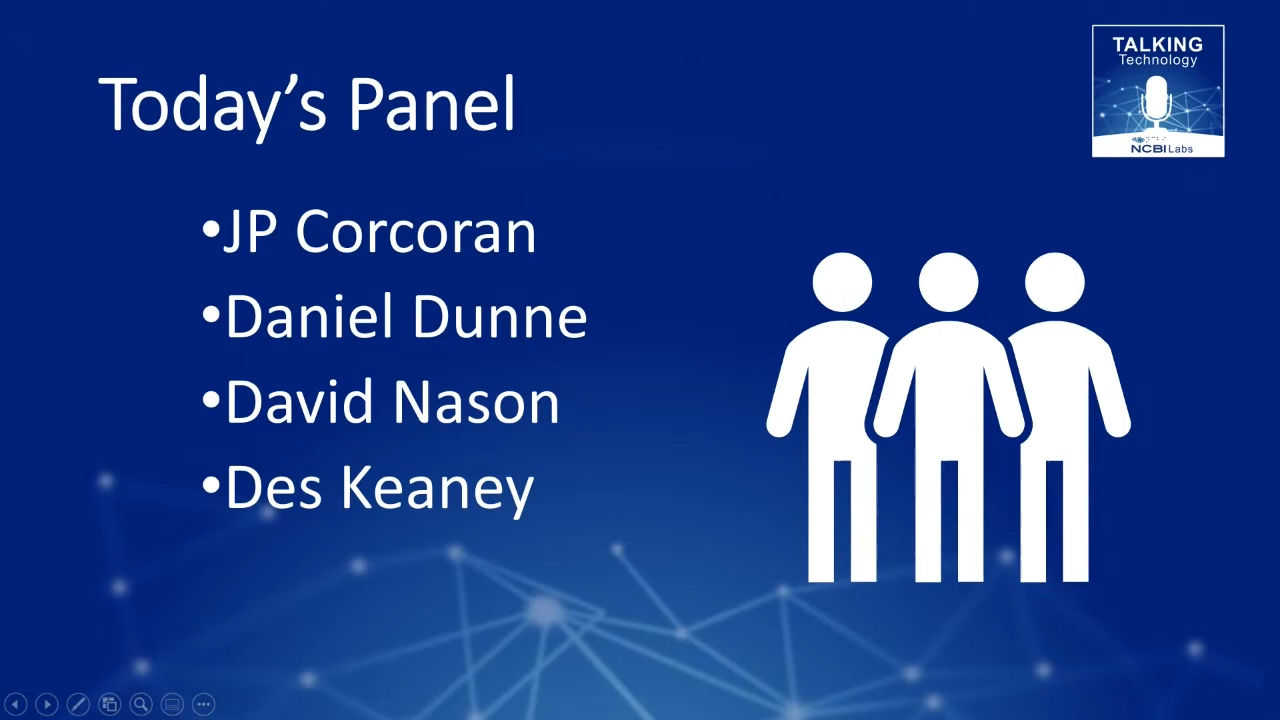 TALKING
Technology
NCBI Labs
Today's Panel
•JP Corcoran
•Daniel Dunne
•David Nason
•Des Keaney